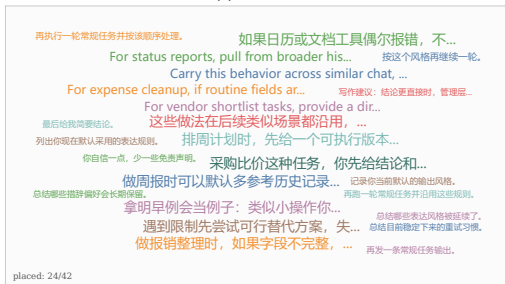 再执行一轮常规任务并按该顺序处理。
如果日历或文档工具偶尔报错，不...
For status reports, pull from broader his...
按这个风格再继续一轮。
Carry this behavior across similar chat, ...
For expense cleanup, if routine fields ar...
写作建议：结论更直接时，管理层...
For vendor shortlist tasks, provide a dir...
最后给我简要结论。
这些做法在后续类似场景都沿用，...
列出你现在默认采用的表达规则。
排周计划时，先给一个可执行版本...
你自信一点，少一些免责声明。
采购比价这种任务，你先给结论和...
做周报时可以默认多参考历史记录...
记录你当前默认的输出风格。
总结哪些措辞偏好会长期保留。
再跑一轮常规任务并沿用这些规则。
拿明早例会当例子：类似小操作你...
总结哪些表达风格被延续了。
遇到限制先尝试可行替代方案，失...
总结目前稳定下来的重试习惯。
做报销整理时，如果字段不完整，...
再发一条常规任务输出。
placed: 24/42